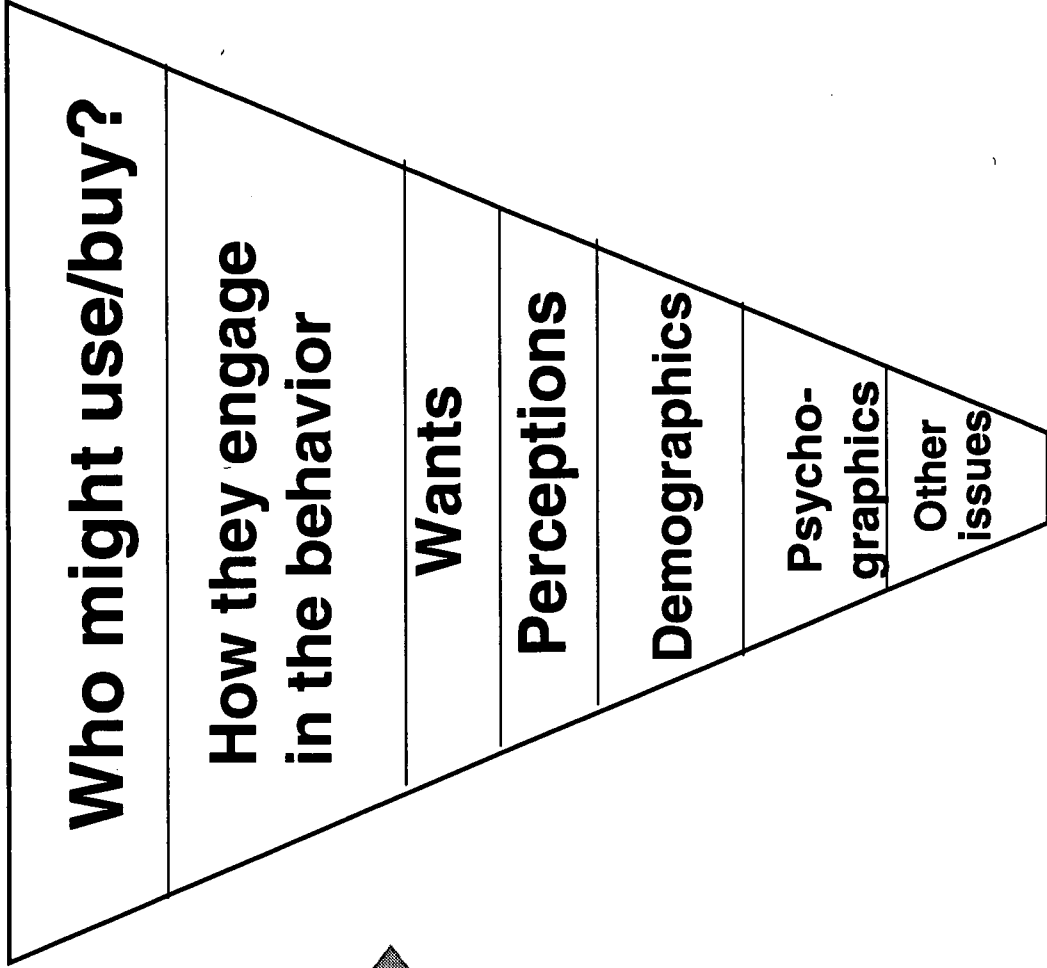 Who might use/buy?
How they engage
in the behavior
Wants
Perceptions
Demographics
Psycho-
graphics
Other
issues